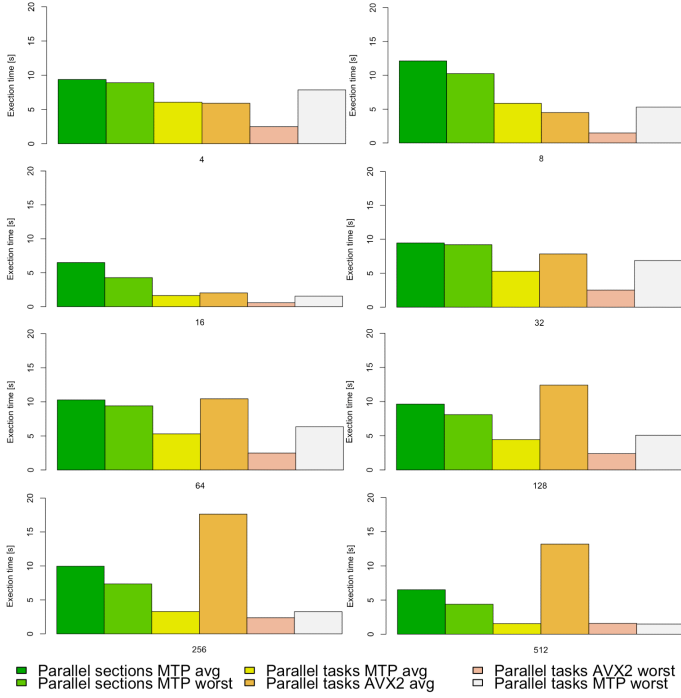 Exection time [s]
0 5 10 15 20
4
Exection time [s]
0 5 10 15 20
8
Exection time [s]
0 5 10 15 20
16
Exection time [s]
0 5 10 15 20
32
Exection time [s]
0 5 10 15 20
64
Exection time [s]
0 5 10 15 20
128
Exection time [s]
0 5 10 15 20
256
Exection time [s]
0 5 10 15 20
512
Parallel sections MTP avg
Parallel sections MTP worst
Parallel tasks MTP avg
Parallel tasks AVX2 avg
Parallel tasks AVX2 worst
Parallel tasks MTP worst